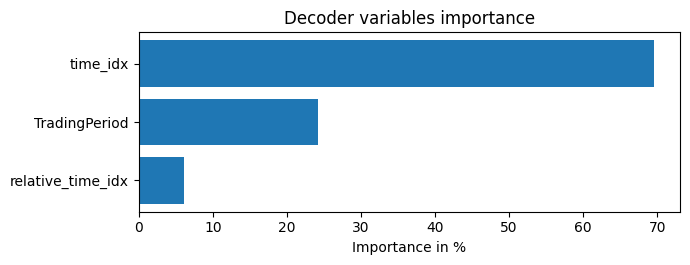 Decoder variables importance
time_idx
TradingPeriod
relative_time_idx
0 10 20 30 40 50 60 70
Importance in %